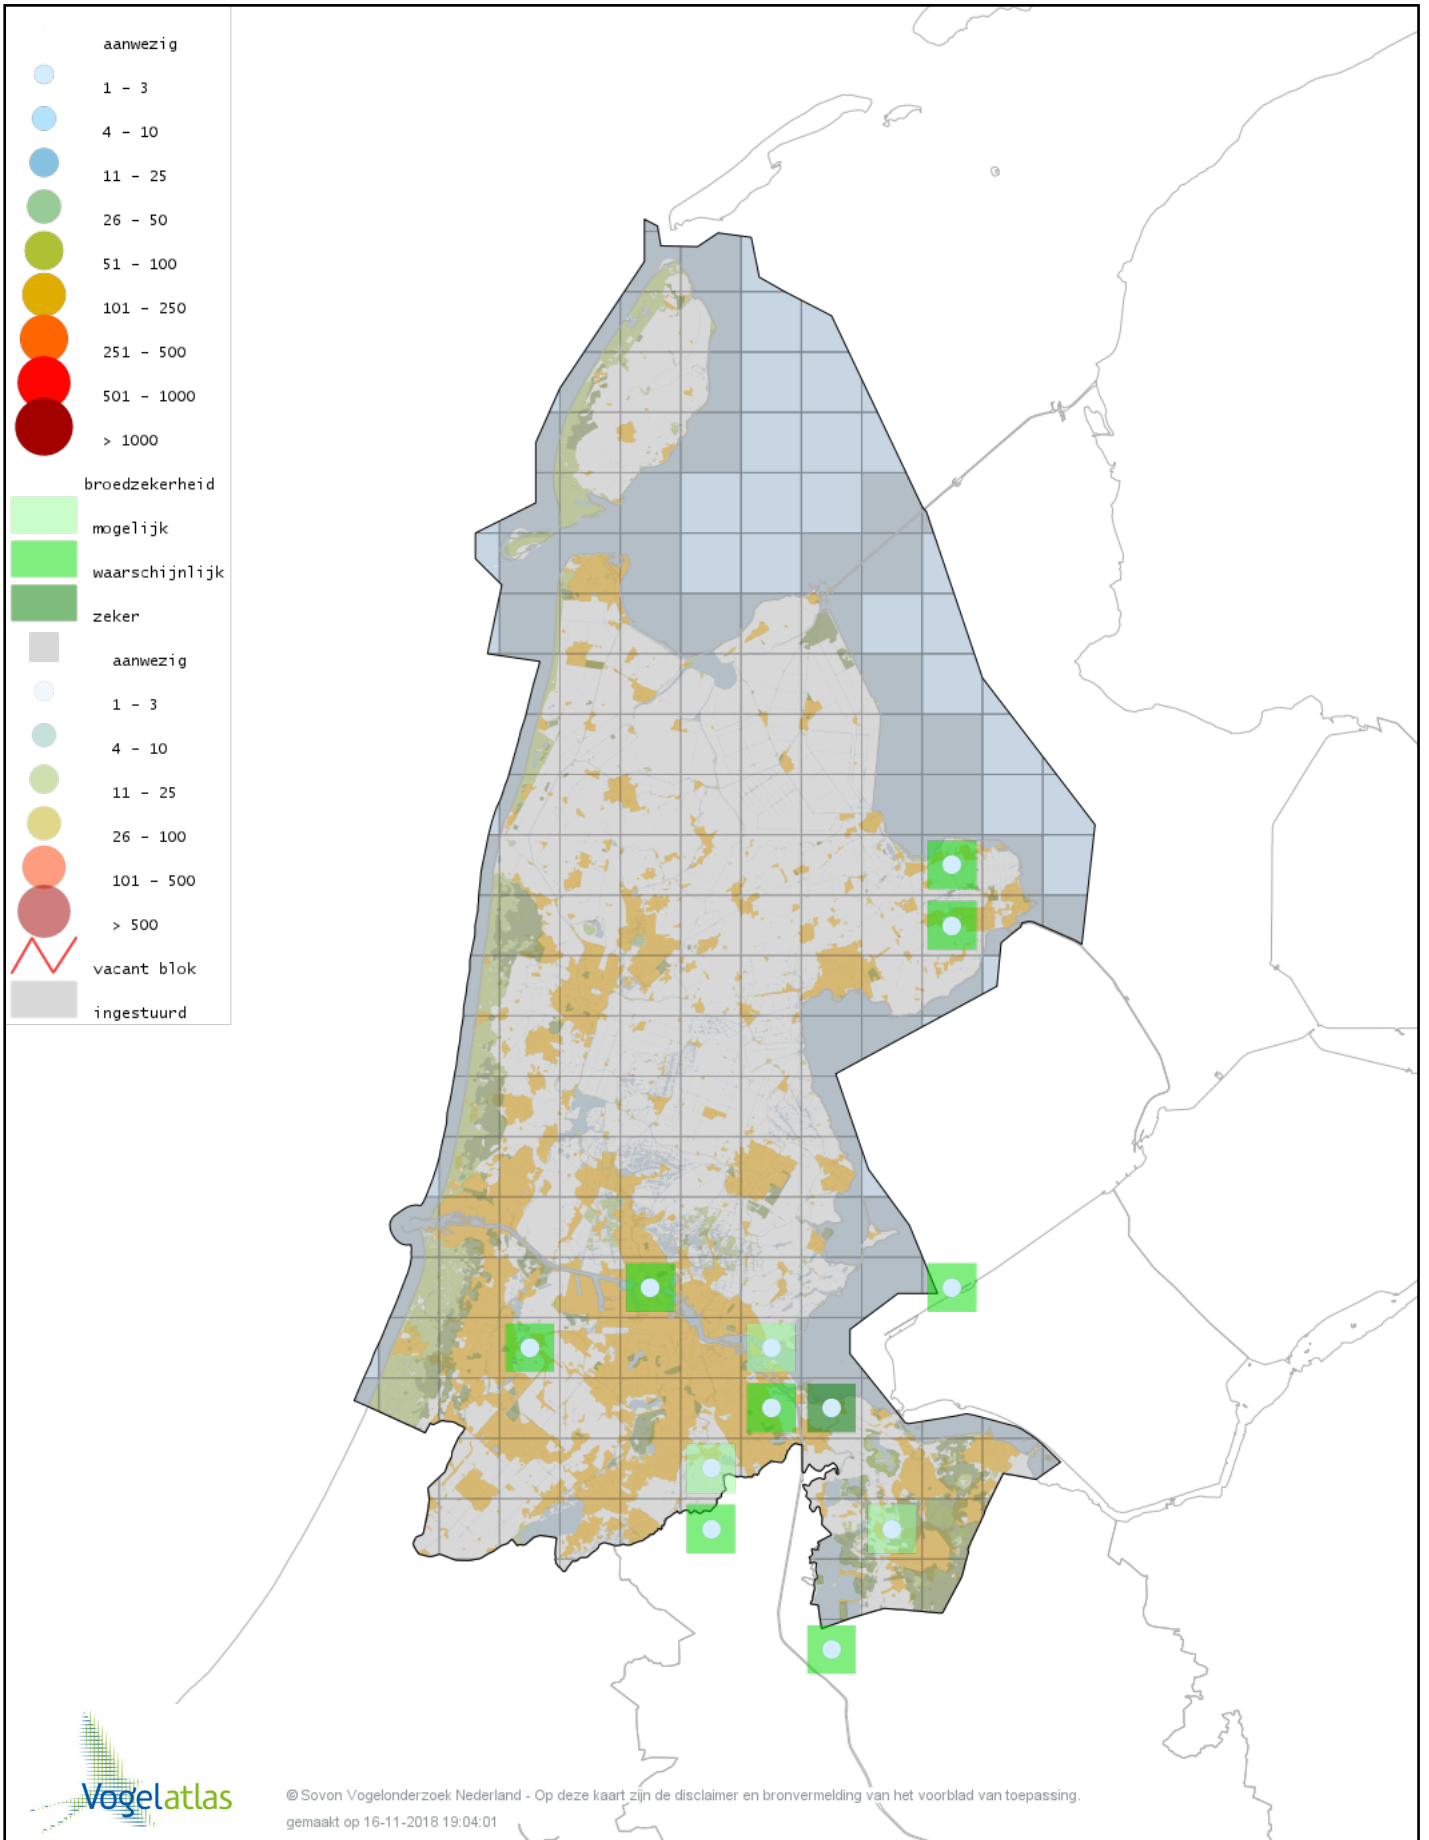 aanwezig
1 - 3
4 - 10
11 - 25
26 - 50
51 - 100
101 - 250
251 - 500
501 - 1000
> 1000
broedzekerheid
mogelijk
waarschijnlijk
zeker
aanwezig
1 - 3
4 - 10
11 - 25
26 - 100
101 - 500
> 500
vacant blok
ingestuurd
Vogelatlas
© Sovon Vogelonderzoek Nederland - Op deze kaart zijn de disclaimer en bronvermelding van het voorblad van toepassing.
gemaakt op 16-11-2018 19:04:01